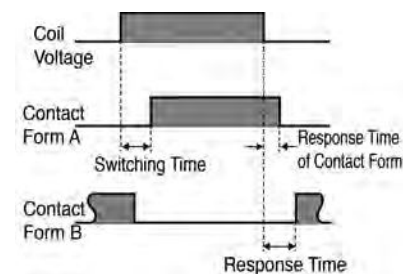 Coil
Voltage
Contact
Form A
Switching Time
Response Time
of Contact Form
Contact
Form B
Response Time